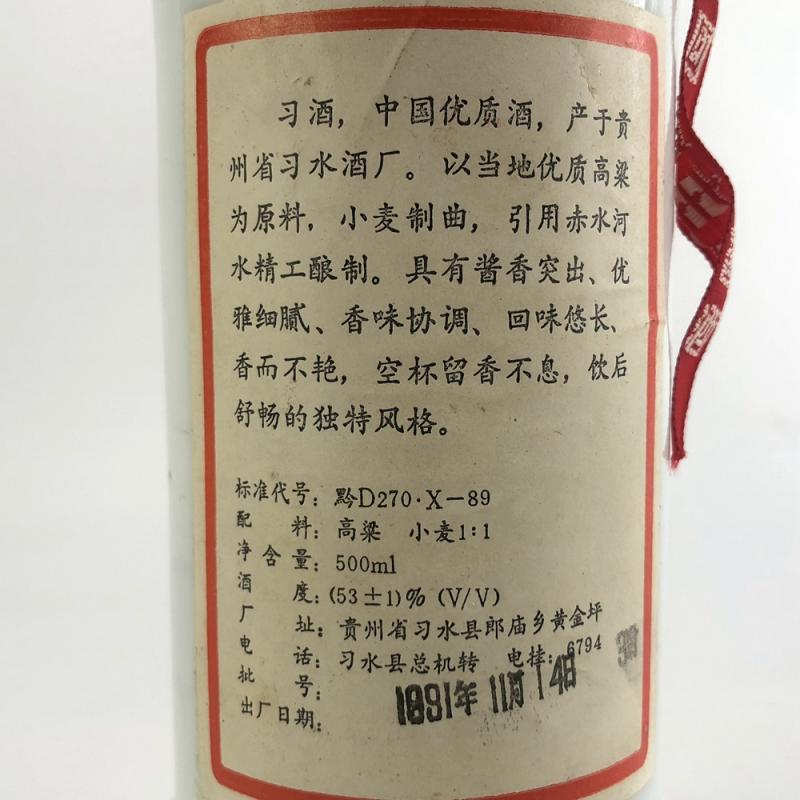 习酒，中国优质酒，产于贵
州省习水酒厂。以当地优质高粱
为原料，小麦制曲，引用赤水河
水精工酿制。具有酱香突出、优
雅细腻、香味协调、回味悠长、
香而不艳，空杯留香不息，饮后
舒畅的独特风格。
标准代号：黔D270·X－89
配料：高粱 小麦1:1
净含量：500ml
酒度：(53±1)% (V/V)
厂址：贵州省习水县郎庙乡黄金坪
电话：习水县总机转 电挂：6794
批号：
出厂日期：1991年11月14日